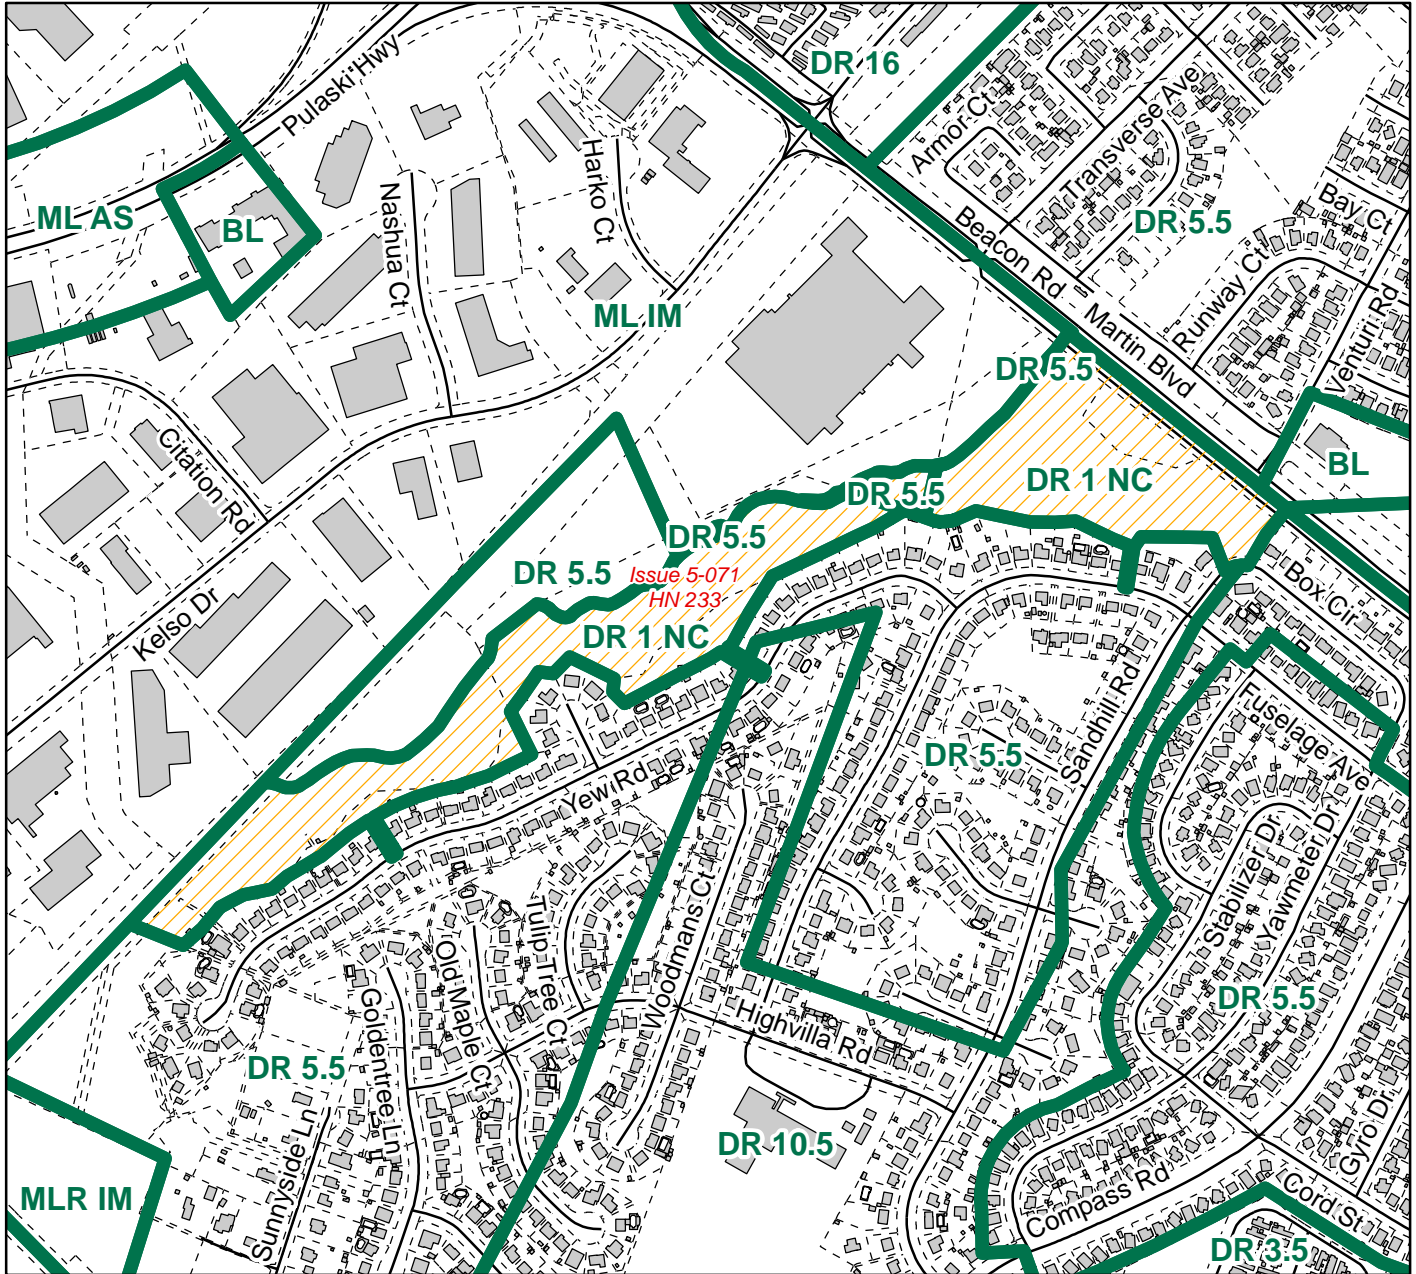 DR 16
Pulaski Hwy
Armor Ct
Transverse Ave
Harko Ct
Nashua Ct
ML AS
BL
Bay Ct
DR 5.5
Beacon Rd
Runway Ct
Venturi Rd
Martin Blvd
ML IM
DR 5.5
BL
DR 1 NC
DR 5.5
Citation Rd
DR 5.5
DR 5.5
Issue 5-071
HN 233
DR 1 NC
Kelso Dr
Box Cir
Sandhill Rd
Fuselage Ave
DR 5.5
Yew Rd
Stabilizer Dr
Yawmeter Dr
Tulip Tree Ct
Woodmans Ct
Old Maple Ct
Goldentree Ln
DR 5.5
Highvilla Rd
DR 5.5
DR 10.5
Gyro Dr
Sunnyside Ln
MLR IM
Compass Rd
Cord St
DR 3.5